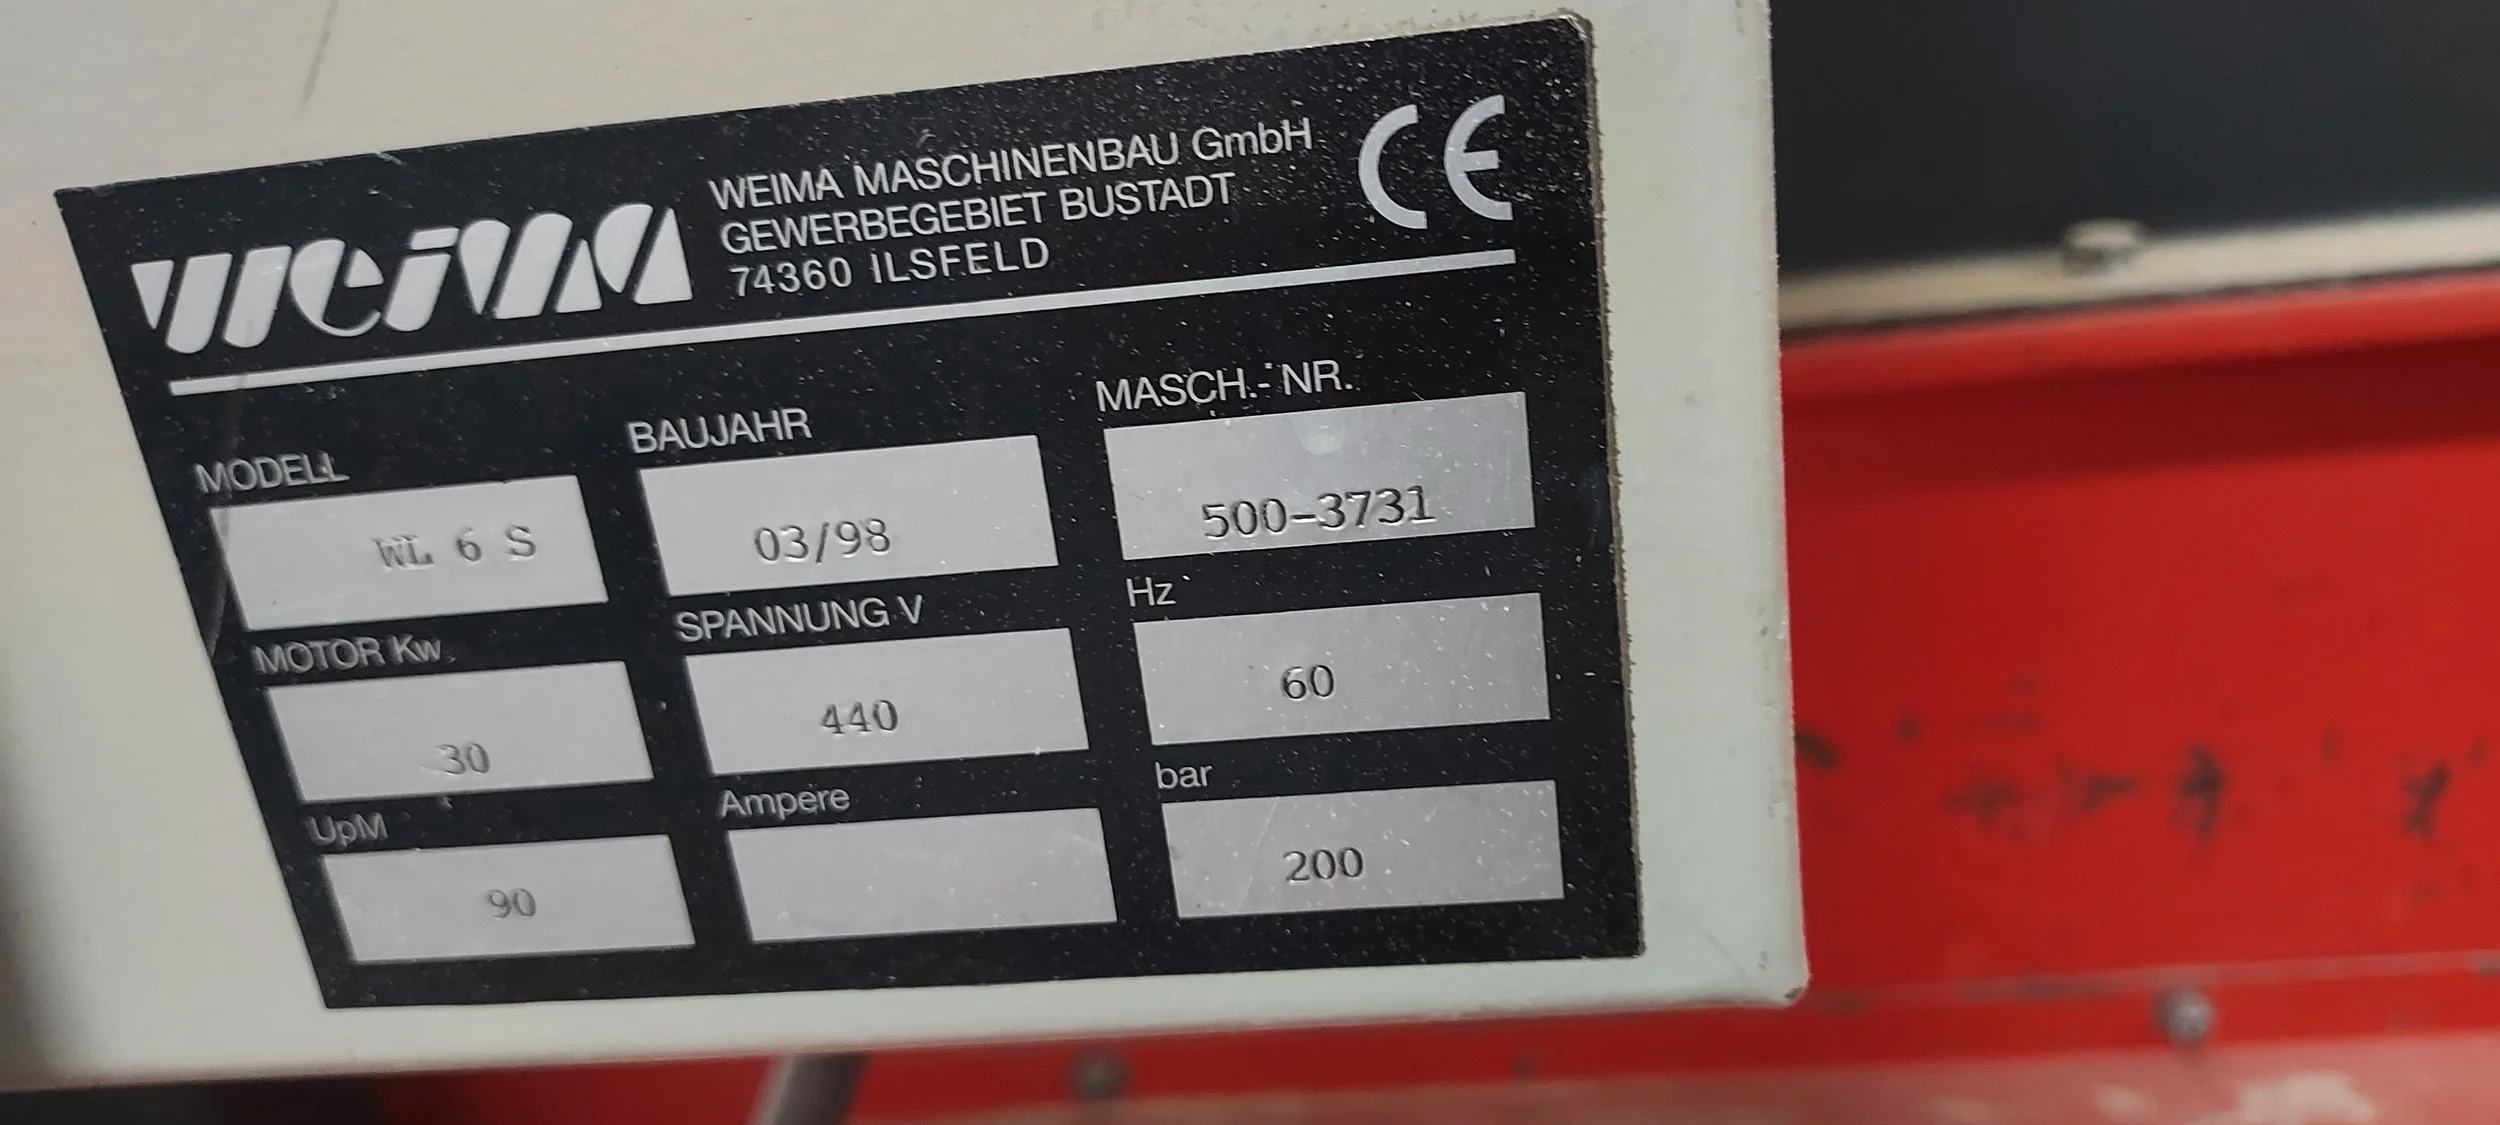 weima
WEIMA MASCHINENBAU GmbH
GEWERBEGEBIET BUSTADT
74360 ILSFELD
CE
MODELL
WL 6 S
BAUJAHR
03/98
MASCH.- NR.
500-3731
MOTOR Kw
30
SPANNUNG V
440
Hz
60
UpM
90
Ampere
bar
200